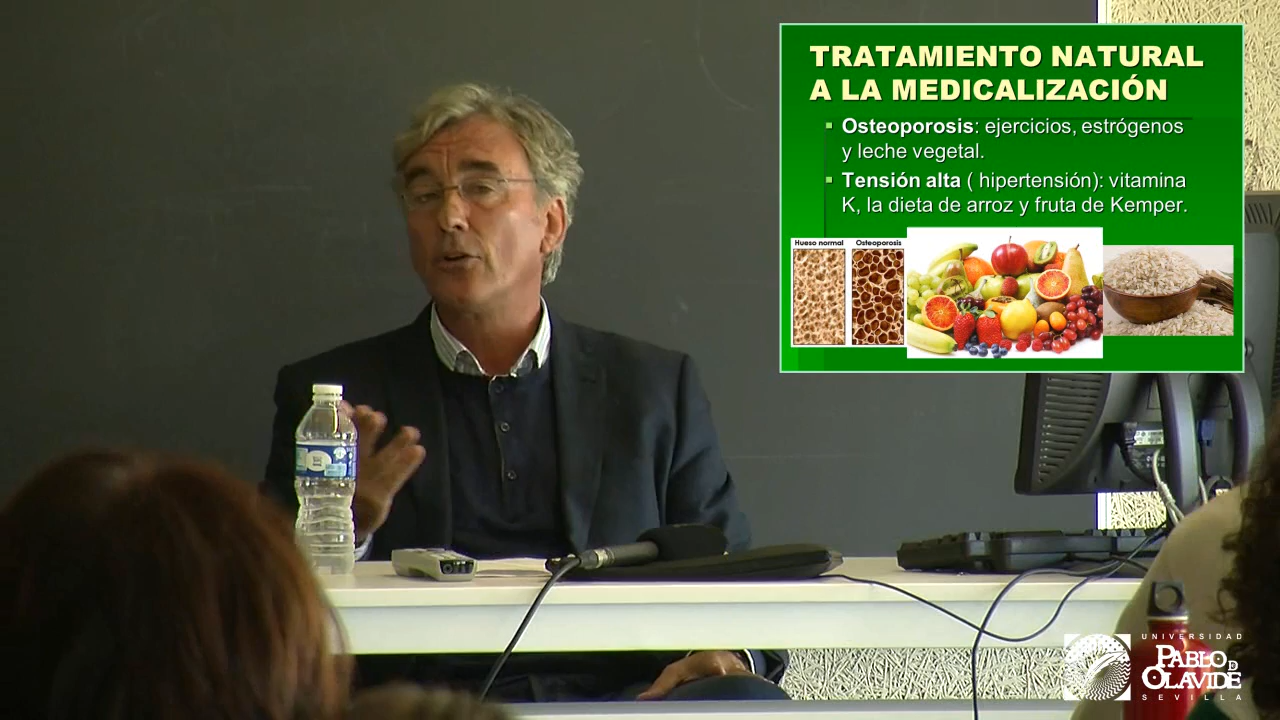 TRATAMIENTO NATURAL
A LA MEDICALIZACIÓN
Osteoporosis: ejercicios, estrógenos
y leche vegetal.
Tensión alta ( hipertensión): vitamina
K, la dieta de arroz y fruta de Kemper.
Hueso normal
Osteoporosis
UNIVERSIDAD
PABLO D
OLAVIDE
SEVILLA